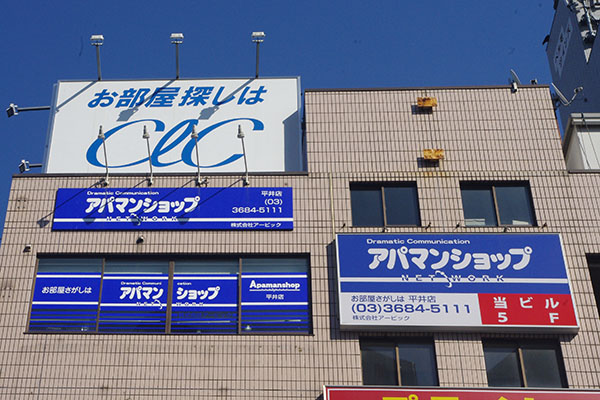 お部屋探しは
clc
Dramatic Communication
アパマンショップ
NETWORK
平井店
(03)
3684-5111
株式会社アービック
お部屋さがしは
Dramatic Communication
アパマンショップ
NETWORK
Apamanshop
平井店
Dramatic Communication
アパマンショップ
NETWORK
お部屋さがしは 平井店
(03)3684-5111
株式会社アービック
当ビル
5F